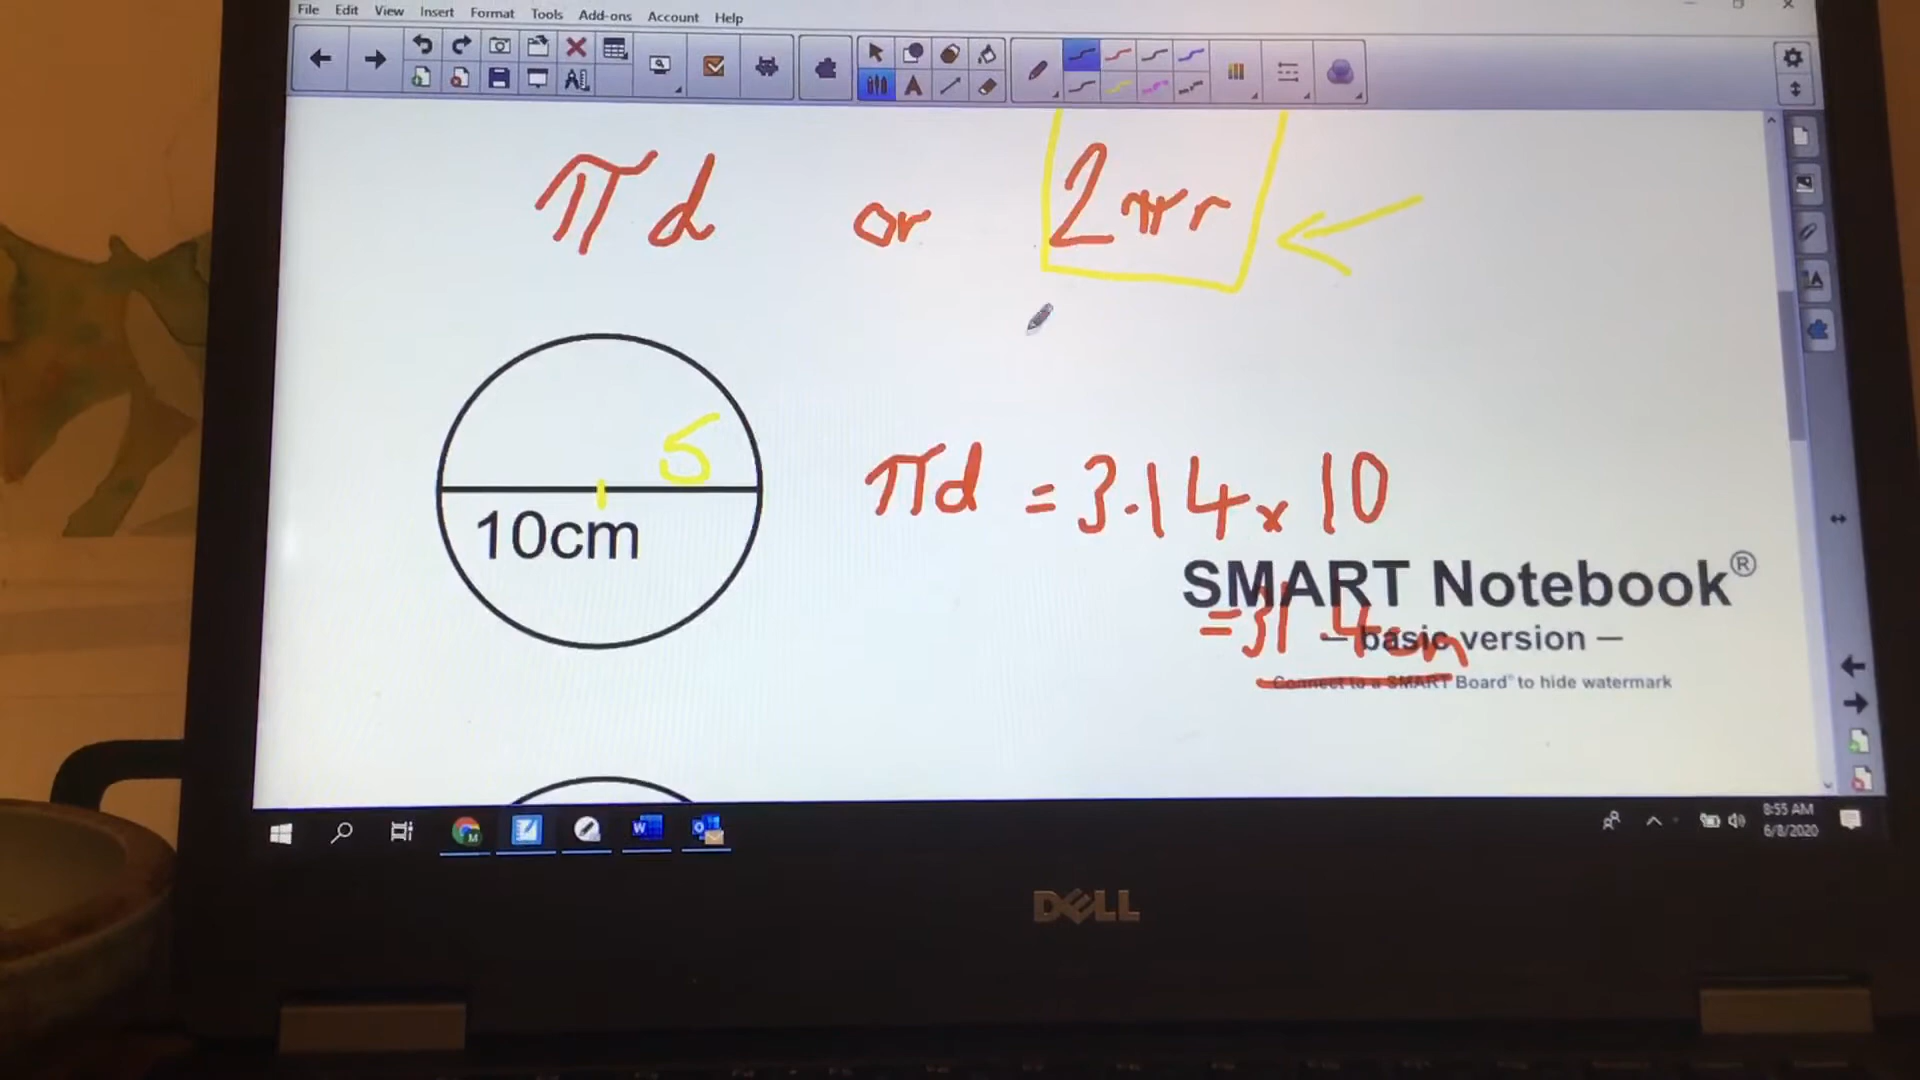 File Edit View Insert Format Tools Add-ons Account Help
πd or 2πr
5
10cm
πd = 3.14 x 10
SMART Notebook®
= 31.4cm
— basic version —
Connect to a SMART Board® to hide watermark
8:55 AM
6/8/2020
DELL